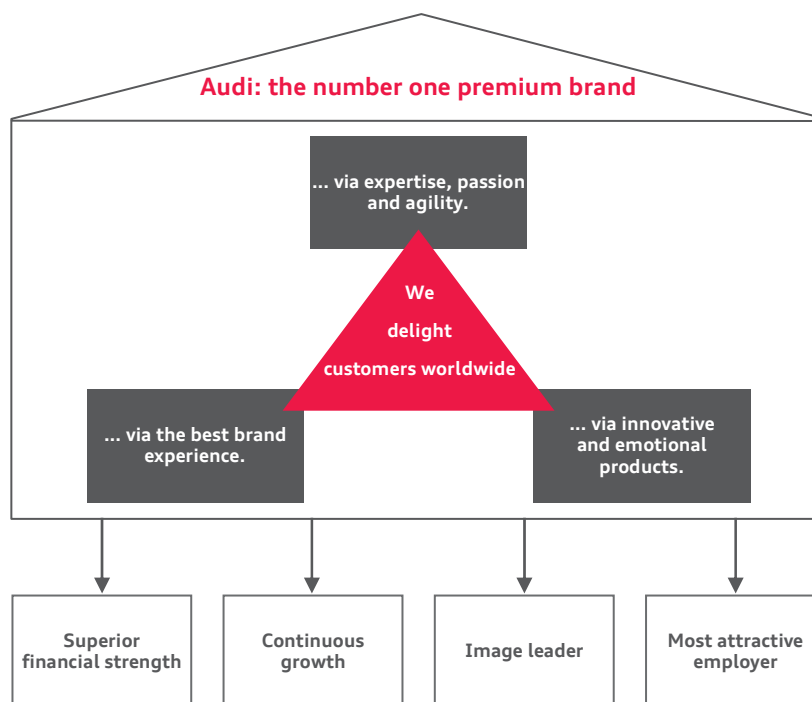 Audi: the number one premium brand
... via expertise, passion
and agility.
We
delight
customers worldwide
... via the best brand
experience.
... via innovative
and emotional
products.
Superior
financial strength
Continuous
growth
Image leader
Most attractive
employer